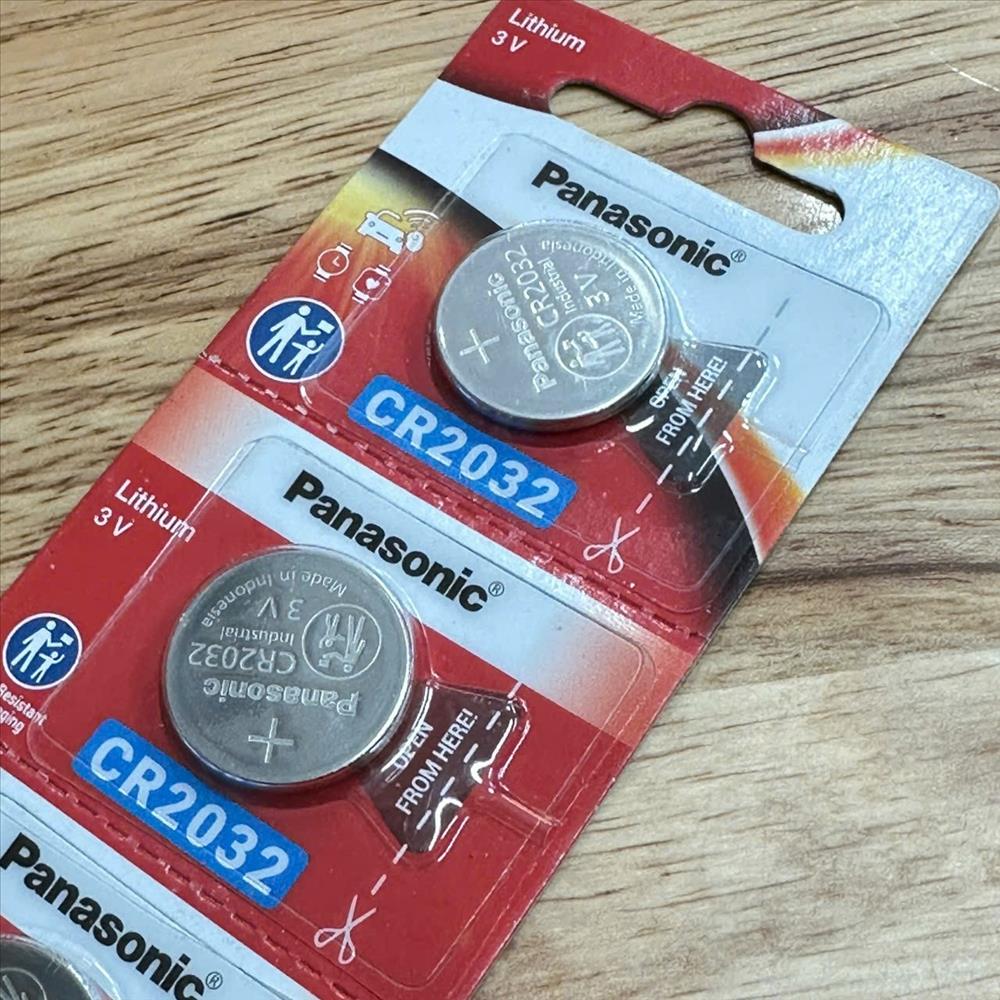 Lithium
3 V
Panasonic®
Made in Indonesia
3 V
Industrial
CR2032
Panasonic
+
OPEN
FROM HERE!
CR2032
Lithium
3 V
Panasonic®
Made in Indonesia
3 V
Industrial
CR2032
Panasonic
+
OPEN
FROM HERE!
Resistant
CR2032
Panasonic®